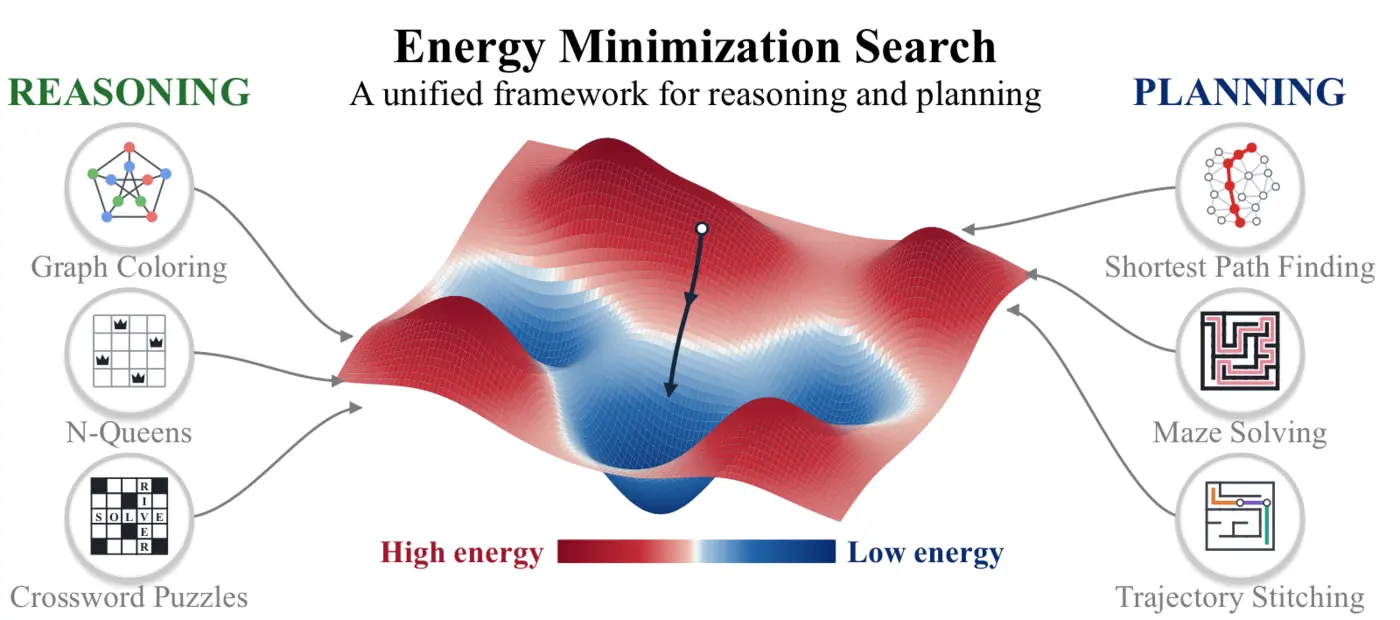 Energy Minimization Search
A unified framework for reasoning and planning
REASONING
Graph Coloring
N-Queens
R
I
S O L V E
E
R
Crossword Puzzles
High energy
Low energy
PLANNING
Shortest Path Finding
Maze Solving
Trajectory Stitching